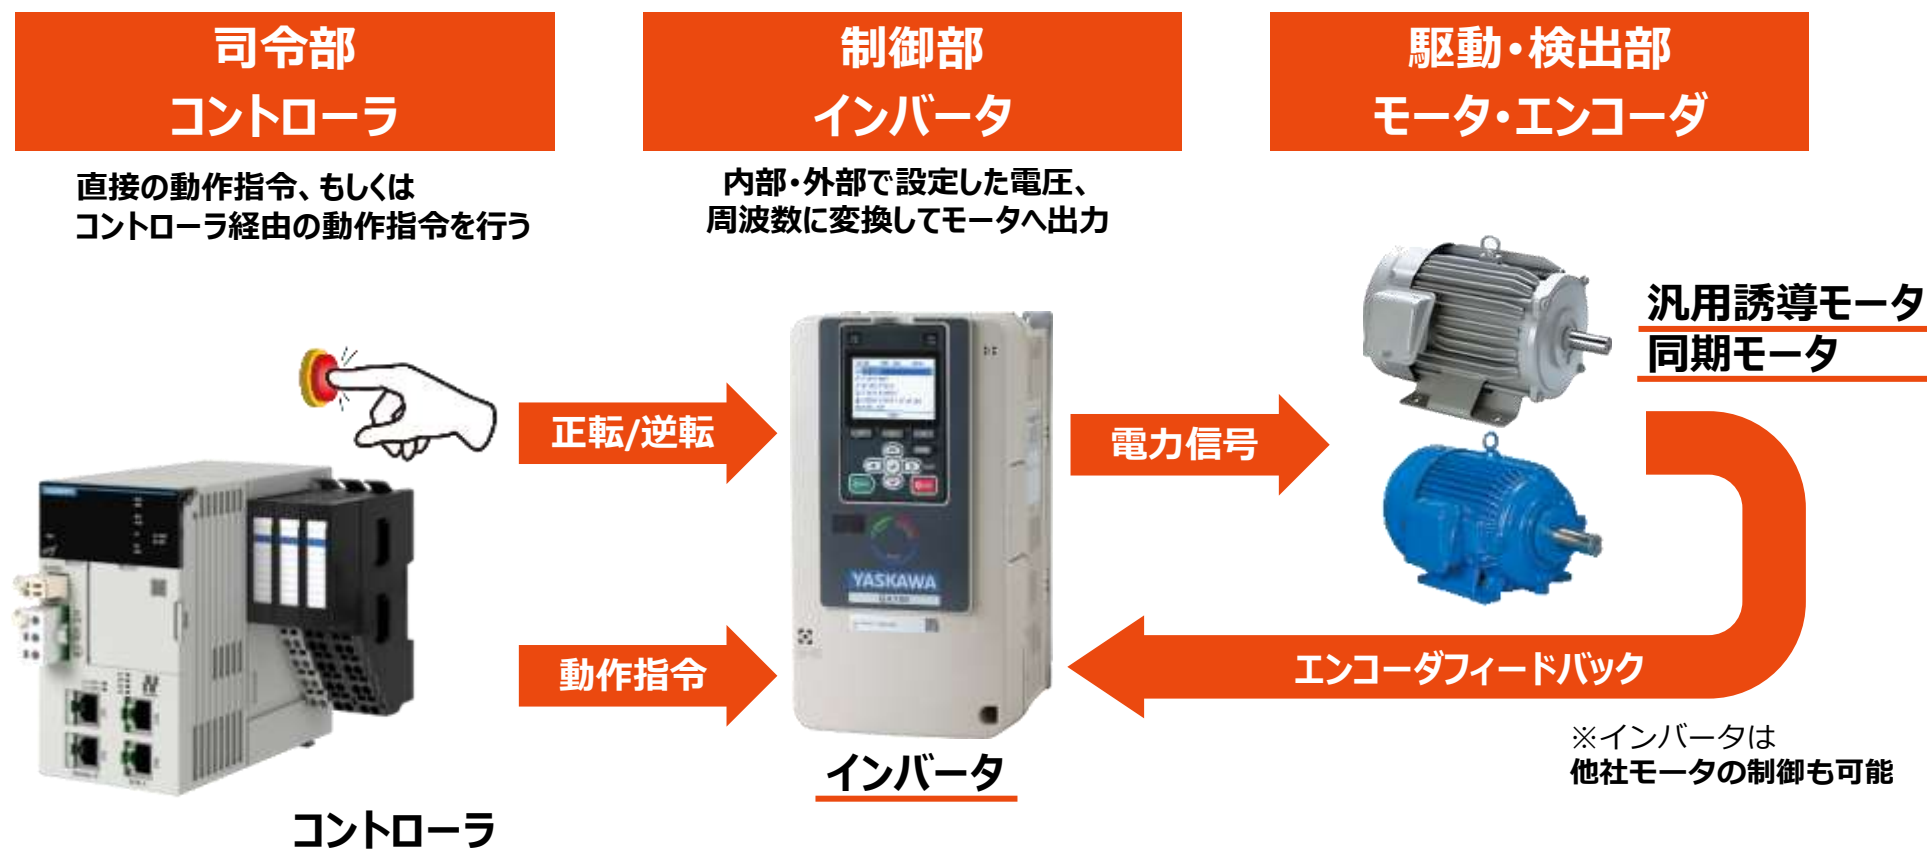 司令部
コントローラ
制御部
インバータ
駆動・検出部
モータ・エンコーダ
直接の動作指令、もしくは
コントローラ経由の動作指令を行う
内部・外部で設定した電圧、
周波数に変換してモータへ出力
汎用誘導モータ
同期モータ
正転/逆転
電力信号
YASKAWA
動作指令
エンコーダフィードバック
インバータ
※インバータは
他社モータの制御も可能
コントローラ